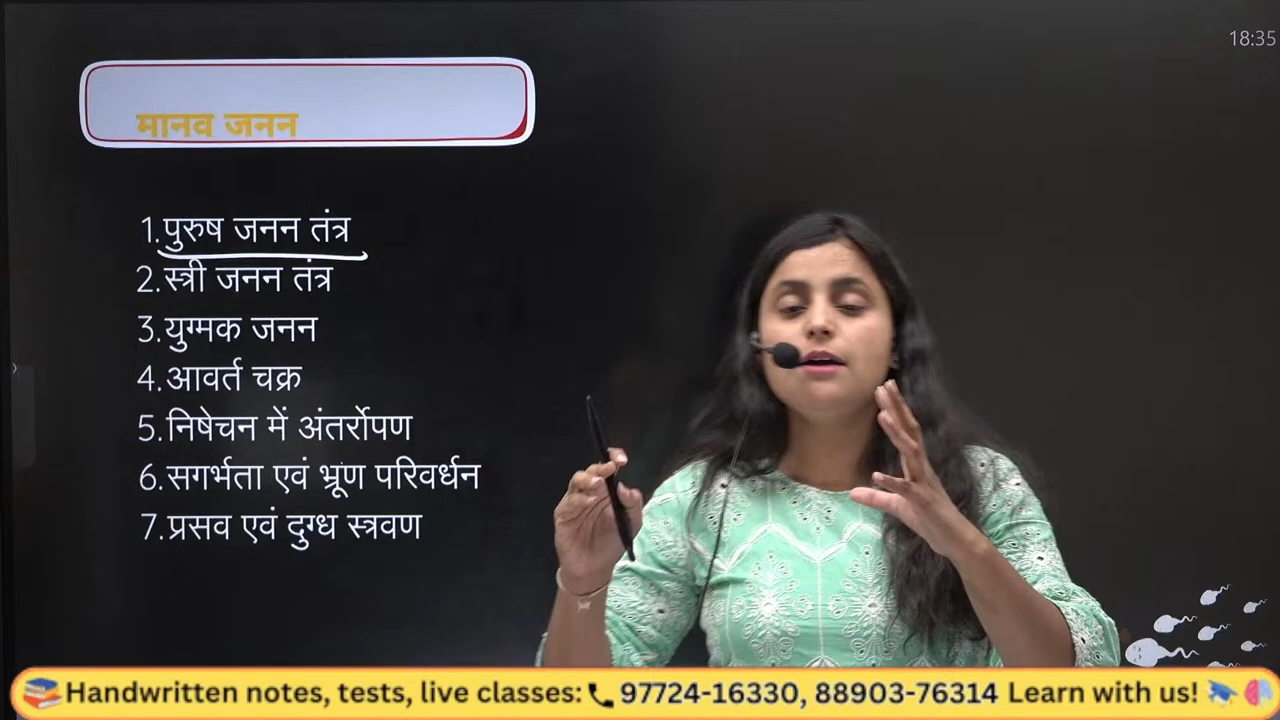 18:35
मानव जनन
1.पुरुष जनन तंत्र
2.स्त्री जनन तंत्र
3.युग्मक जनन
4.आवर्त चक्र
5.निषेचन में अंतर्रोपण
6.सगर्भता एवं भ्रूंण परिवर्धन
7.प्रसव एवं दुग्ध स्त्रवण
Handwritten notes, tests, live classes: 97724-16330, 88903-76314 Learn with us!